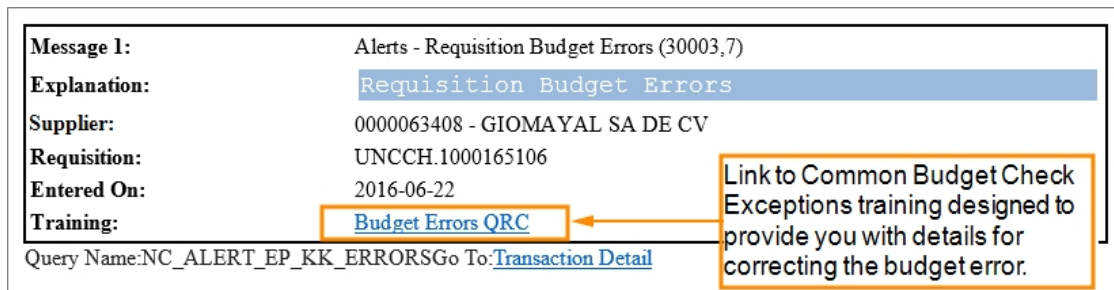 Message 1: Alerts - Requisition Budget Errors (30003,7)
Explanation: Requisition Budget Errors
Supplier: 0000063408 - GIOMAYAL SA DE CV
Requisition: UNCCH.1000165106
Entered On: 2016-06-22
Training: Budget Errors QRC
Link to Common Budget Check
Exceptions training designed to
provide you with details for
correcting the budget error.
Query Name:NC_ALERT_EP_KK_ERRORSGo To:Transaction Detail